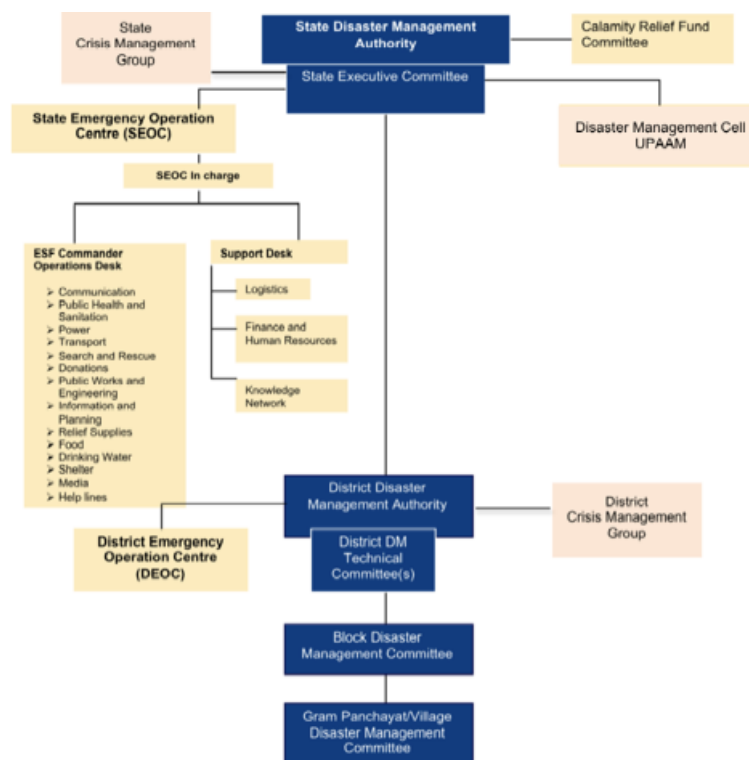 State
Crisis Management
Group
State Disaster Management
Authority
Calamity Relief Fund
Committee
State Executive Committee
State Emergency Operation
Centre (SEOC)
Disaster Management Cell
UPAAM
SEOC In charge
ESF Commander
Operations Desk
➢ Communication
➢ Public Health and
Sanitation
➢ Power
➢ Transport
➢ Search and Rescue
➢ Donations
➢ Public Works and
Engineering
➢ Information and
Planning
➢ Relief Supplies
➢ Food
➢ Drinking Water
➢ Shelter
➢ Media
➢ Help lines
Support Desk
Logistics
Finance and
Human Resources
Knowledge
Network
District Disaster
Management Authority
District
Crisis Management
Group
District Emergency
Operation Centre
(DEOC)
District DM
Technical
Committee(s)
Block Disaster
Management Committee
Gram Panchayat/Village
Disaster Management
Committee